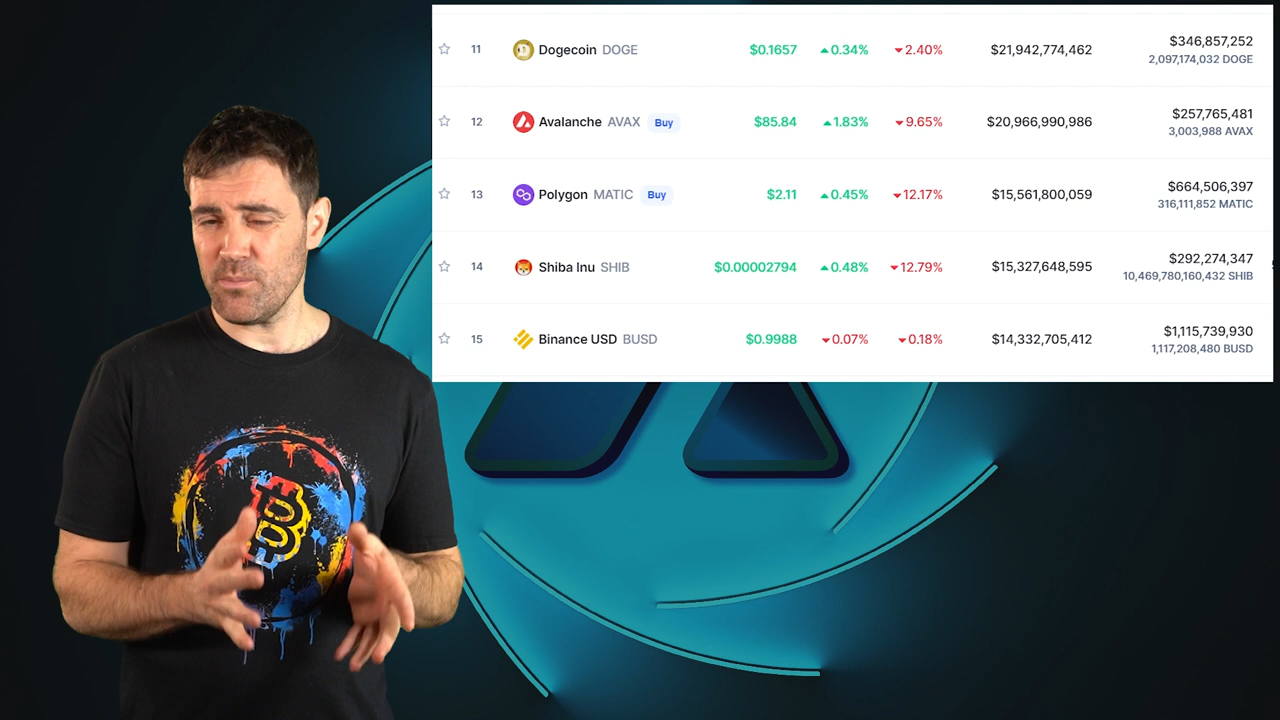 11 Dogecoin DOGE $0.1657 0.34% 2.40% $21,942,774,462 $346,857,252
2,097,174,032 DOGE
12 Avalanche AVAX Buy $85.84 1.83% 9.65% $20,966,990,986 $257,765,481
3,003,988 AVAX
13 Polygon MATIC Buy $2.11 0.45% 12.17% $15,561,800,059 $664,506,397
316,111,852 MATIC
14 Shiba Inu SHIB $0.00002794 0.48% 12.79% $15,327,648,595 $292,274,347
10,469,780,160,432 SHIB
15 Binance USD BUSD $0.9988 0.07% 0.18% $14,332,705,412 $1,115,739,930
1,117,208,480 BUSD